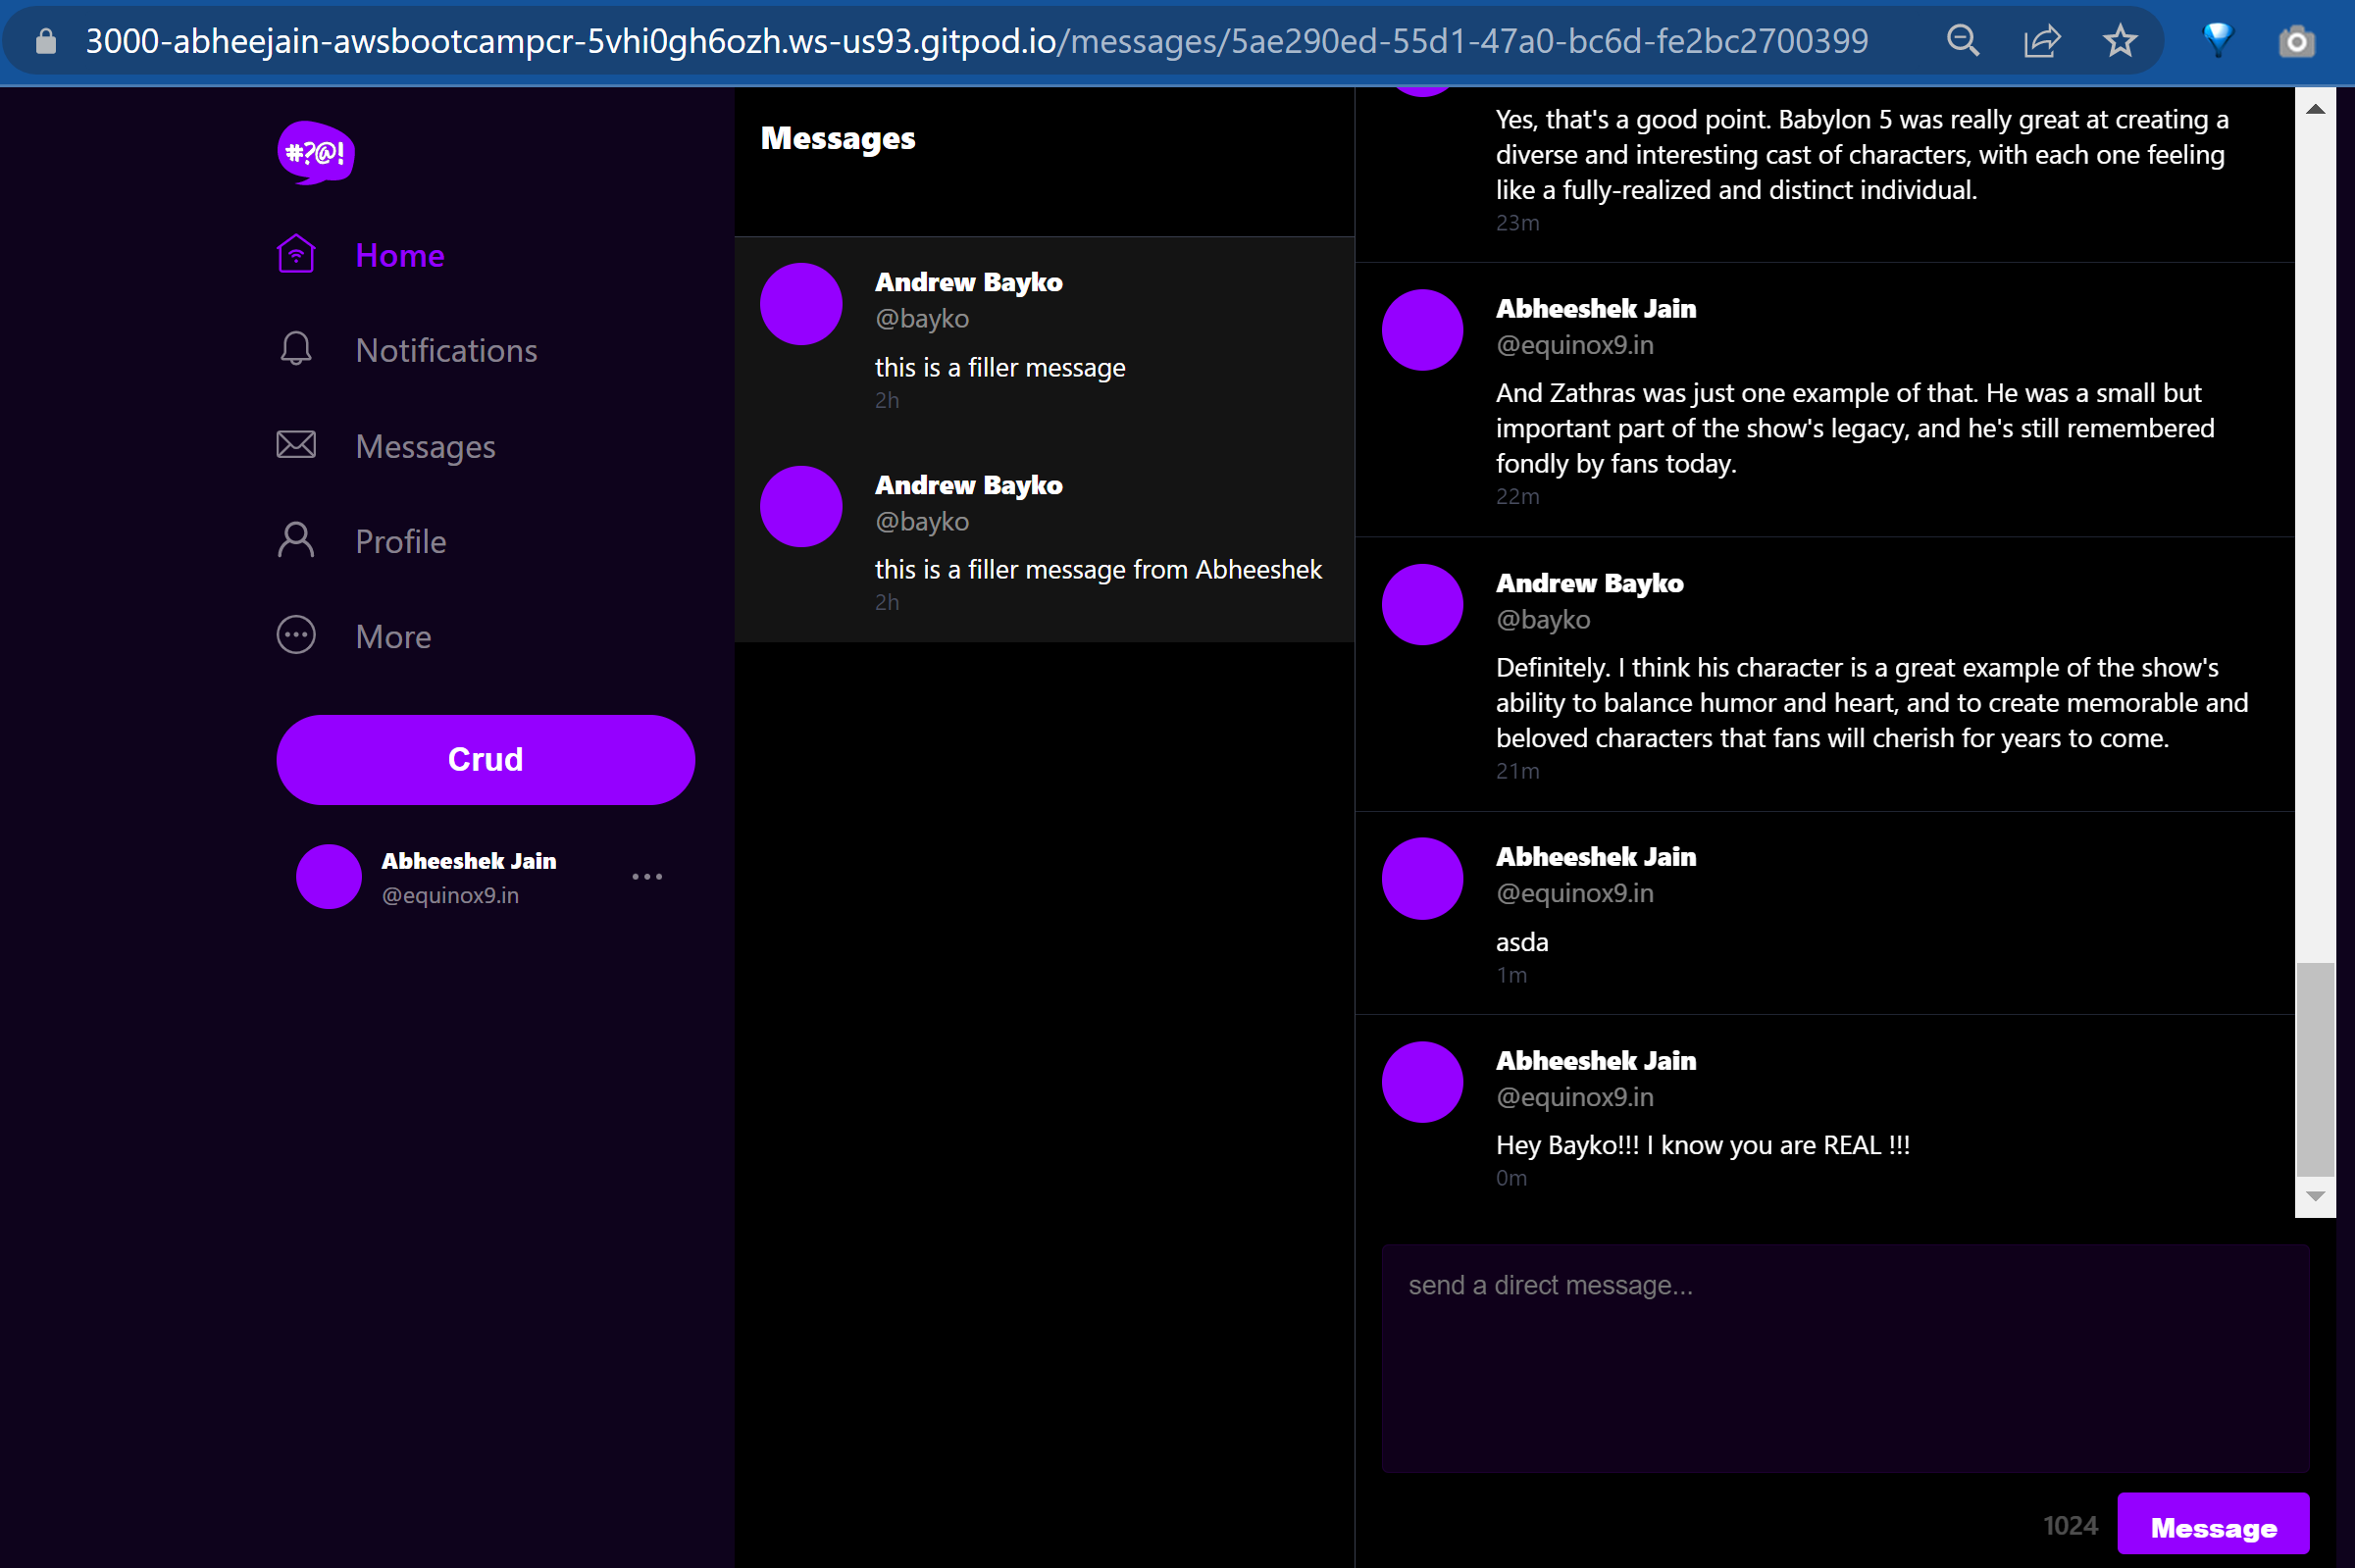 3000-abheejain-awsbootcampcr-5vhi0gh6ozh.ws-us93.gitpod.io/messages/5ae290ed-55d1-47a0-bc6d-fe2bc2700399
#?@!
Home
Notifications
Messages
Profile
More
Crud
Abheeshek Jain
@equinox9.in
Messages
Andrew Bayko
@bayko
this is a filler message
2h
Andrew Bayko
@bayko
this is a filler message from Abheeshek
2h
Yes, that's a good point. Babylon 5 was really great at creating a
diverse and interesting cast of characters, with each one feeling
like a fully-realized and distinct individual.
23m
Abheeshek Jain
@equinox9.in
And Zathras was just one example of that. He was a small but
important part of the show's legacy, and he's still remembered
fondly by fans today.
22m
Andrew Bayko
@bayko
Definitely. I think his character is a great example of the show's
ability to balance humor and heart, and to create memorable and
beloved characters that fans will cherish for years to come.
21m
Abheeshek Jain
@equinox9.in
asda
1m
Abheeshek Jain
@equinox9.in
Hey Bayko!!! I know you are REAL !!!
0m
send a direct message...
1024
Message